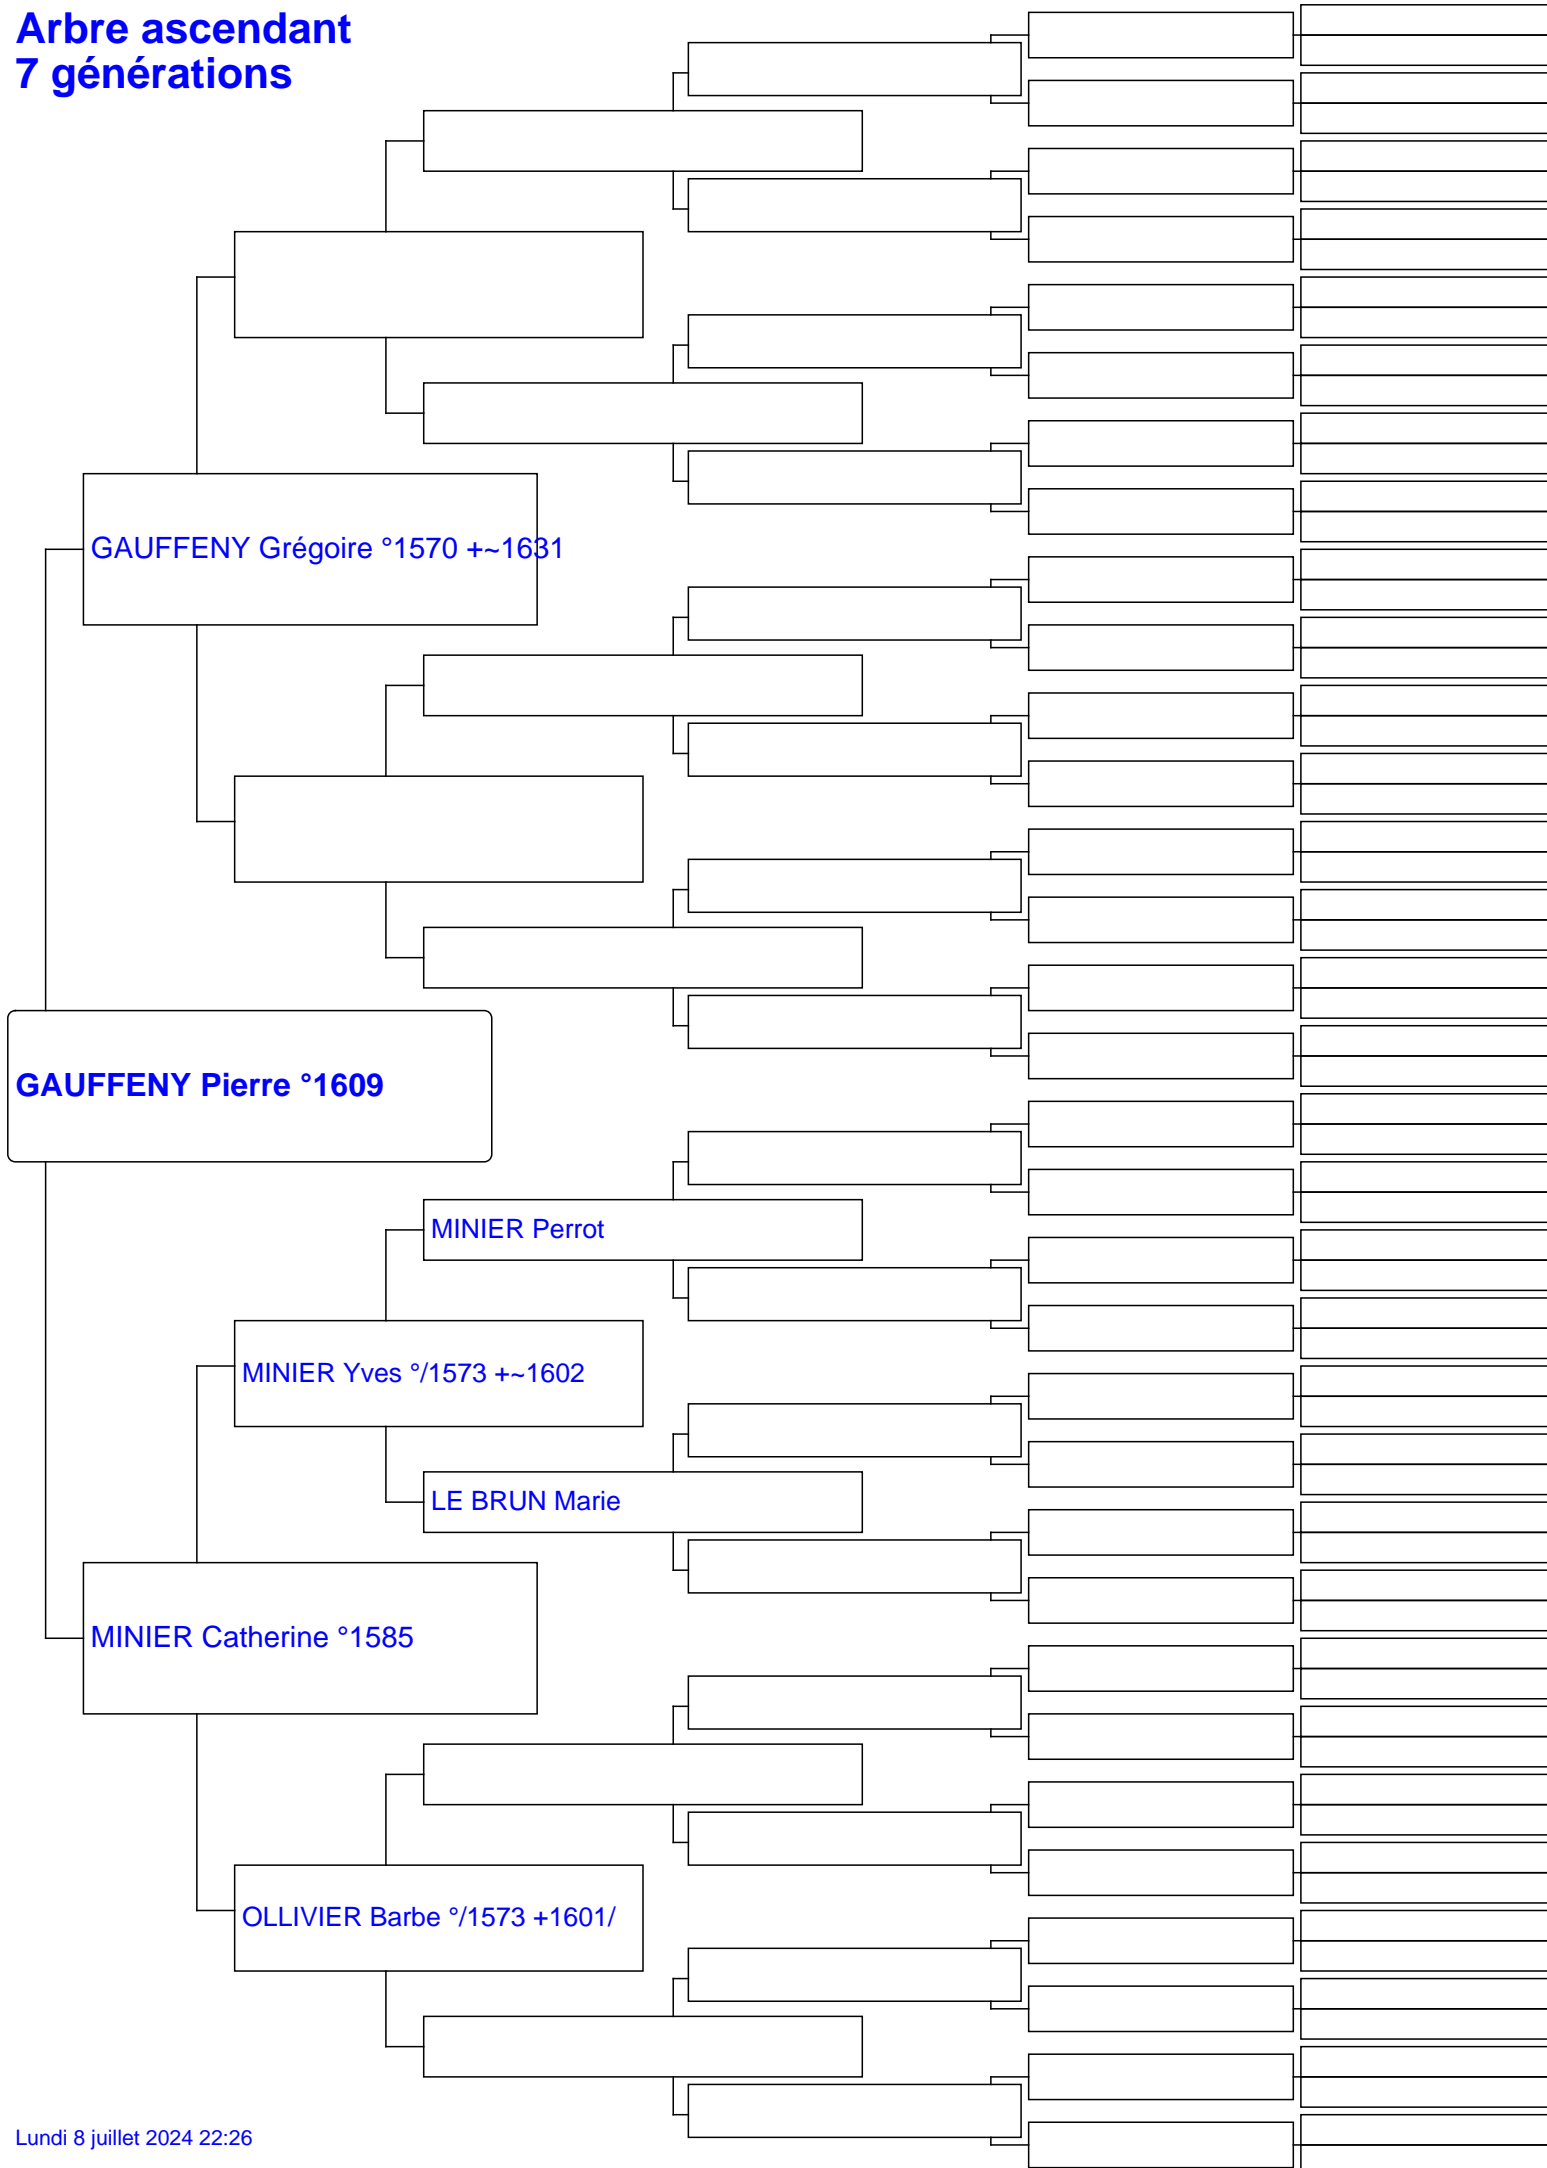 Arbre ascendant
7 générations
GAUFFENY Grégoire °1570 +~1631
GAUFFENY Pierre °1609
MINIER Perrot
MINIER Yves °/1573 +~1602
LE BRUN Marie
MINIER Catherine °1585
OLLIVIER Barbe °/1573 +1601/
Lundi 8 juillet 2024 22:26